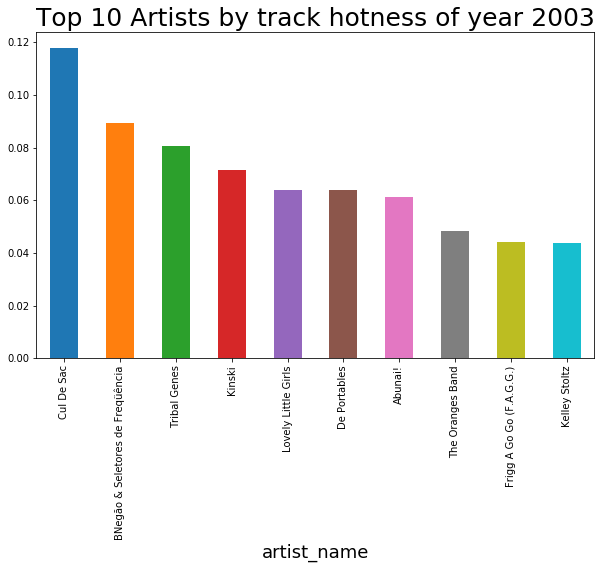 Top 10 Artists by track hotness of year 2003
0.12
0.10
0.08
0.06
0.04
0.02
0.00
Cul De Sac
BNegão & Seletores de Freqüência
Tribal Genes
Kinski
Lovely Little Girls
De Portables
Abunai!
The Oranges Band
Frigg A Go Go (F.A.G.G.)
Kelley Stoltz
artist_name